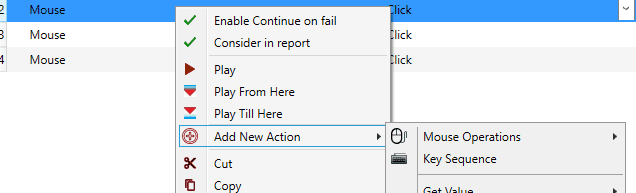 2 Mouse Click
Enable Continue on fail
3 Mouse Click
Consider in report
4 Mouse Click
Play
Play From Here
Play Till Here
Add New Action
Mouse Operations
Cut
Key Sequence
Copy
Get Value